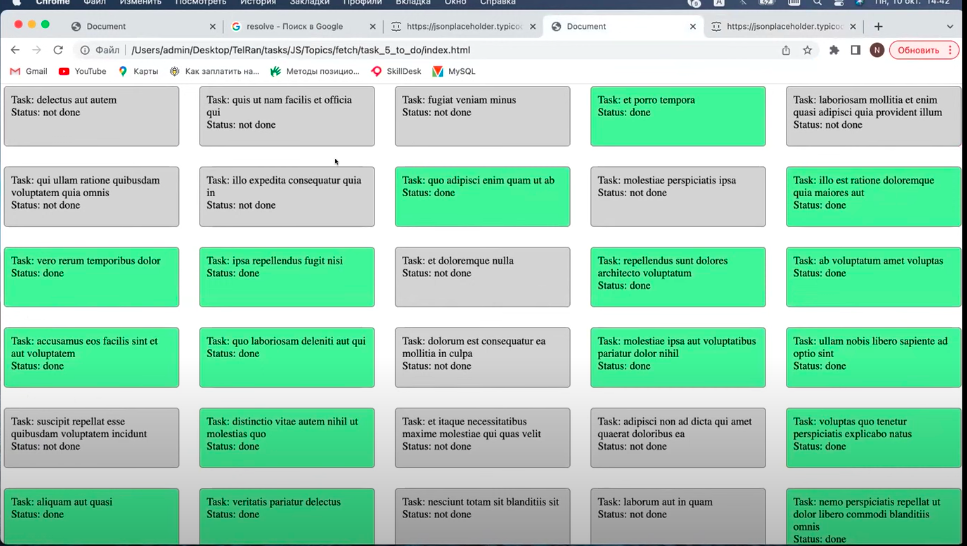 Chrome Файл Изменить Посмотреть История Закладки Профили Вкладка Окно Справка Пн, 10 окт. 14:42
Document
resolve - Поиск в Google
https://jsonplaceholder.typicod
Document
https://jsonplaceholder.typicod
Файл /Users/admin/Desktop/TelRan/tasks/JS/Topics/fetch/task_5_to_do/index.html
N
Обновить
Gmail YouTube Карты Как заплатить на... Методы позицио... SkillDesk MySQL
Task: delectus aut autem
Status: not done
Task: quis ut nam facilis et officia
qui
Status: not done
Task: fugiat veniam minus
Status: not done
Task: et porro tempora
Status: done
Task: laboriosam mollitia et enim
quasi adipisci quia provident illum
Status: not done
Task: qui ullam ratione quibusdam
voluptatem quia omnis
Status: not done
Task: illo expedita consequatur quia
in
Status: not done
Task: quo adipisci enim quam ut ab
Status: done
Task: molestiae perspiciatis ipsa
Status: not done
Task: illo est ratione doloremque
quia maiores aut
Status: done
Task: vero rerum temporibus dolor
Status: done
Task: ipsa repellendus fugit nisi
Status: done
Task: et doloremque nulla
Status: not done
Task: repellendus sunt dolores
architecto voluptatum
Status: done
Task: ab voluptatum amet voluptas
Status: done
Task: accusamus eos facilis sint et
aut voluptatem
Status: done
Task: quo laboriosam deleniti aut qui
Status: done
Task: dolorum est consequatur ea
mollitia in culpa
Status: not done
Task: molestiae ipsa aut voluptatibus
pariatur dolor nihil
Status: done
Task: ullam nobis libero sapiente ad
optio sint
Status: done
Task: suscipit repellat esse
quibusdam voluptatem incidunt
Status: not done
Task: distinctio vitae autem nihil ut
molestias quo
Status: done
Task: et itaque necessitatibus
maxime molestiae qui quas velit
Status: not done
Task: adipisci non ad dicta qui amet
quaerat doloribus ea
Status: not done
Task: voluptas quo tenetur
perspiciatis explicabo natus
Status: done
Task: aliquam aut quasi
Status: done
Task: veritatis pariatur delectus
Status: done
Task: nesciunt totam sit blanditiis sit
Status: not done
Task: laborum aut in quam
Status: not done
Task: nemo perspiciatis repellat ut
dolor libero commodi blanditiis
omnis
Status: done